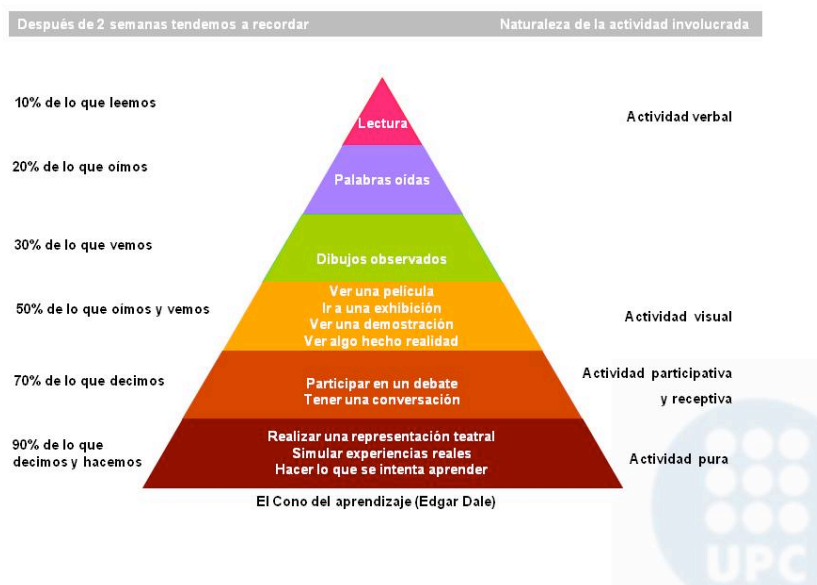 Después de 2 semanas tendemos a recordar
Naturaleza de la actividad involucrada
10% de lo que leemos
Lectura
Actividad verbal
20% de lo que oímos
Palabras oídas
30% de lo que vemos
Dibujos observados
50% de lo que oímos y vemos
Ver una película
Ir a una exhibición
Ver una demostración
Ver algo hecho realidad
Actividad visual
70% de lo que decimos
Participar en un debate
Tener una conversación
Actividad participativa
y receptiva
90% de lo que
decimos y hacemos
Realizar una representación teatral
Simular experiencias reales
Hacer lo que se intenta aprender
Actividad pura
El Cono del aprendizaje (Edgar Dale)
UPC